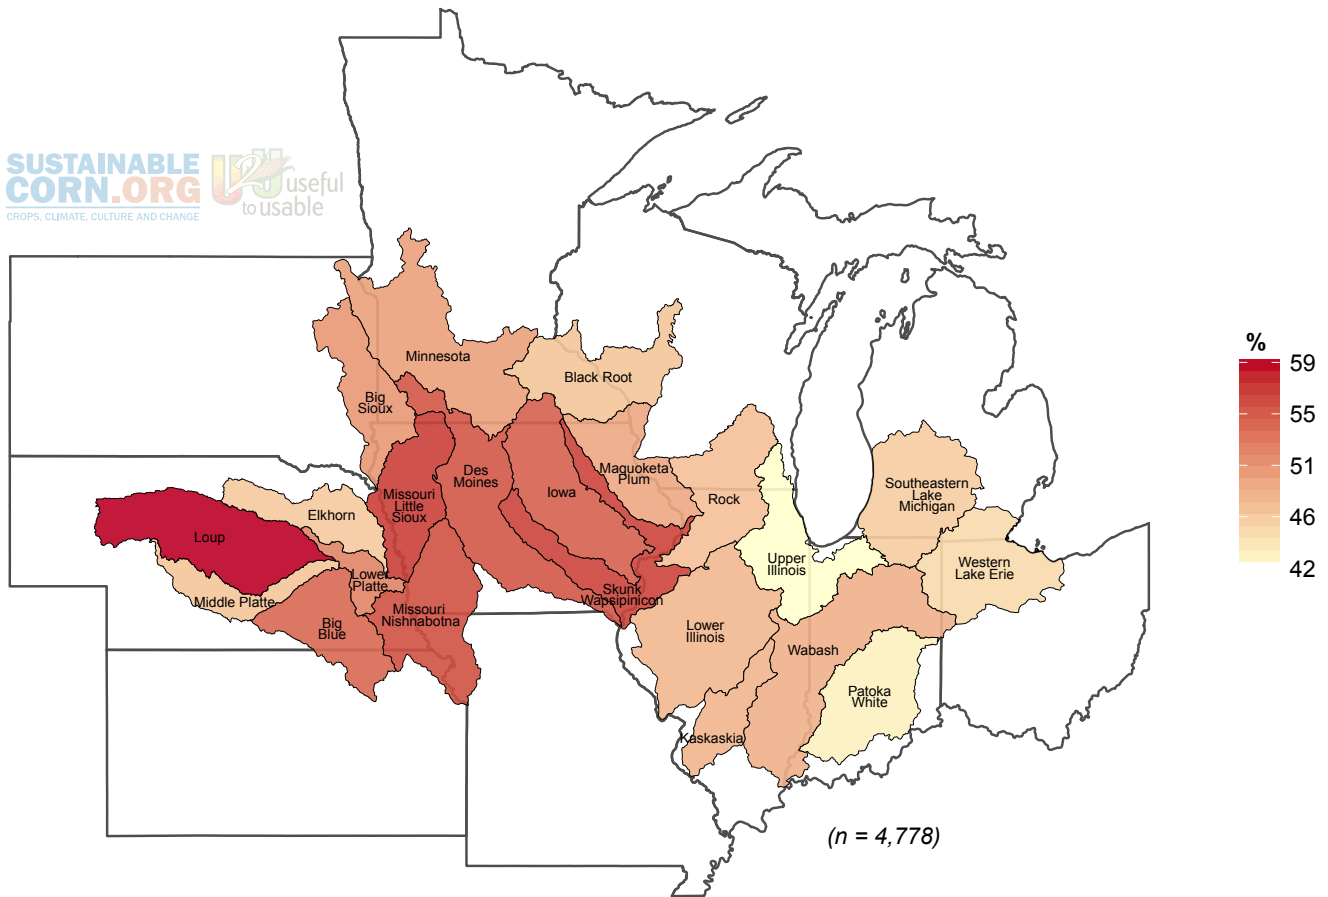 SUSTAINABLE
CORN.ORG
CROPS, CLIMATE, CULTURE AND CHANGE
U2U useful
to usable
Minnesota
Black Root
Big
Sioux
Maquoketa
Plum
Des
Moines
Iowa
Missouri
Little
Sioux
Rock
Southeastern
Lake
Michigan
Elkhorn
Loup
Upper
Illinois
Western
Lake Erie
Lower
Platte
Middle Platte
Skunk
Wapsipinicon
Missouri
Nishnabotna
Big
Blue
Lower
Illinois
Wabash
Patoka
White
Kaskaskia
(n = 4,778)
%
59
55
51
46
42